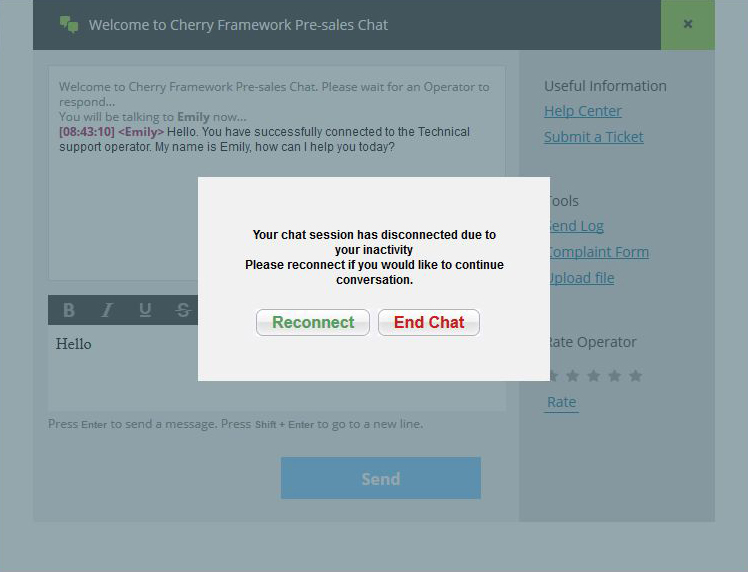 Welcome to Cherry Framework Pre-sales Chat
×
Welcome to Cherry Framework Pre-sales Chat. Please wait for an Operator to
respond...
You will be talking to Emily now...
[08:43:10] <Emily> Hello. You have successfully connected to the Technical
support operator. My name is Emily, how can I help you today?
Your chat session has disconnected due to
your inactivity
Please reconnect if you would like to continue
conversation.
Reconnect
End Chat
B I U S
Hello
Press Enter to send a message. Press Shift + Enter to go to a new line.
Send
Useful Information
Help Center
Submit a Ticket
Tools
Send Log
Complaint Form
Upload file
Rate Operator
Rate